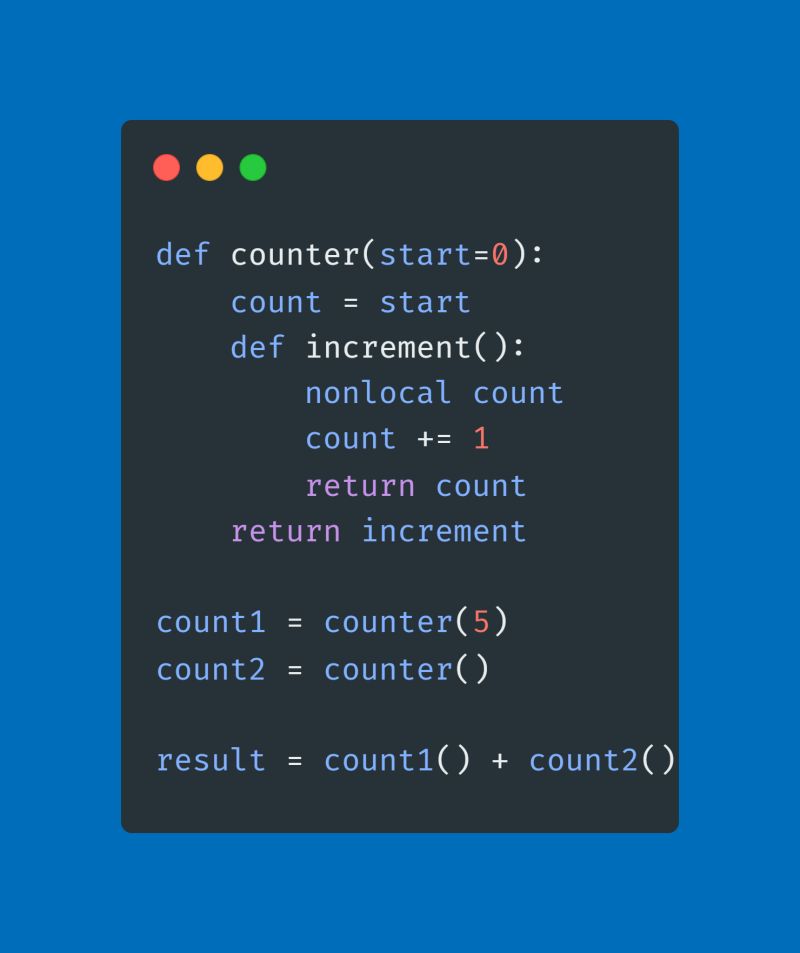 def counter(start=0):
    count = start
    def increment():
        nonlocal count
        count += 1
        return count
    return increment

count1 = counter(5)
count2 = counter()

result = count1() + count2()